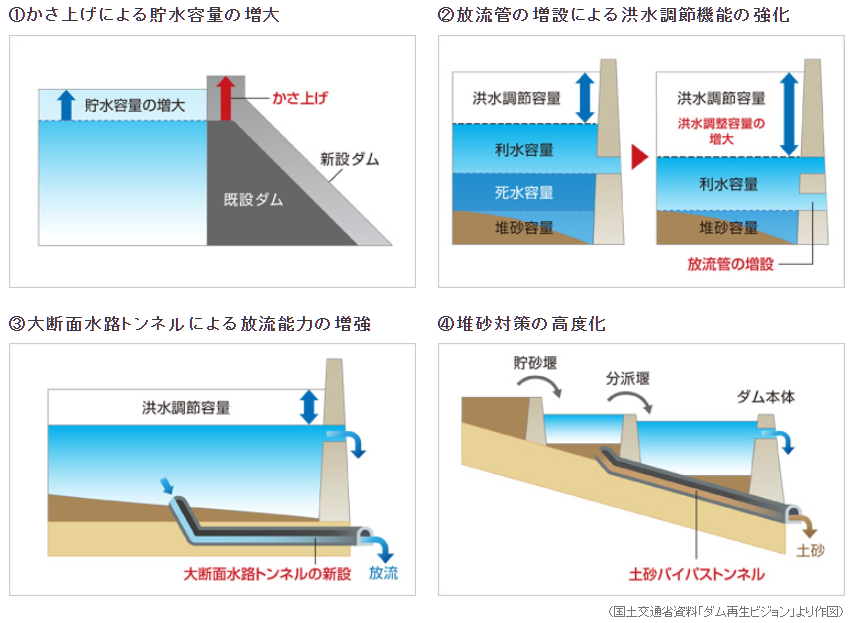 ①かさ上げによる貯水容量の増大
貯水容量の増大
かさ上げ
新設ダム
既設ダム
②放流管の増設による洪水調節機能の強化
洪水調節容量
利水容量
死水容量
堆砂容量
洪水調節容量
洪水調整容量の
増大
利水容量
堆砂容量
放流管の増設
③大断面水路トンネルによる放流能力の増強
洪水調節容量
大断面水路トンネルの新設
放流
④堆砂対策の高度化
貯砂堰
分派堰
ダム本体
土砂
土砂バイパストンネル
（国土交通省資料「ダム再生ビジョン」より作図）